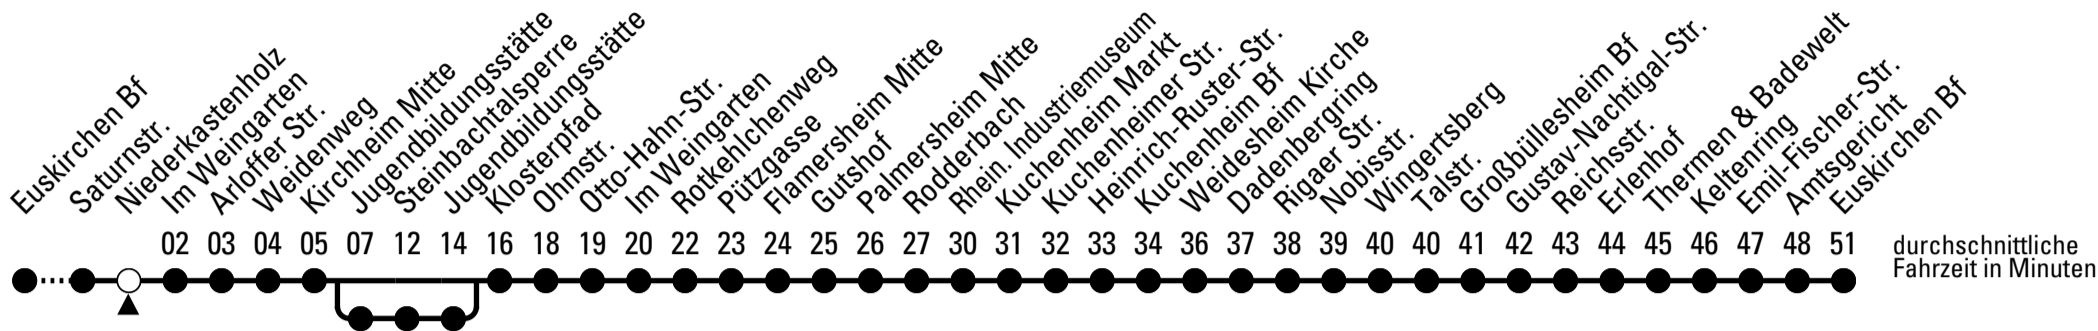 Euskirchen Bf
Saturnstr.
Niederkastenholz
Im Weingarten
Arloffer Str.
Weidenweg
Kirchheim Mitte
Jugendbildungsstätte
Steinbachtalsperre
Jugendbildungsstätte
Klosterpfad
Ohmstr.
Otto-Hahn-Str.
Im Weingarten
Rotkehlchenweg
Pützgasse
Flamersheim Mitte
Gutshof
Palmersheim Mitte
Rodderbach
Rhein. Industriemuseum
Kuchenheim Markt
Kuchenheimer Str.
Heinrich-Ruster-Str.
Kuchenheim Bf
Weidesheim Kirche
Dadenbergring
Rigaer Str.
Nobisstr.
Wingertsberg
Talstr.
Großbüllesheim Bf
Gustav-Nachtigal-Str.
Reichsstr.
Erlenhof
Thermen & Badewelt
Keltenring
Emil-Fischer-Str.
Amtsgericht
Euskirchen Bf
02 03 04 05 07 12 14 16 18 19 20 22 23 24 25 26 27 30 31 32 33 34 36 37 38 39 40 40 41 42 43 44 45 46 47 48 51
durchschnittliche
Fahrzeit in Minuten